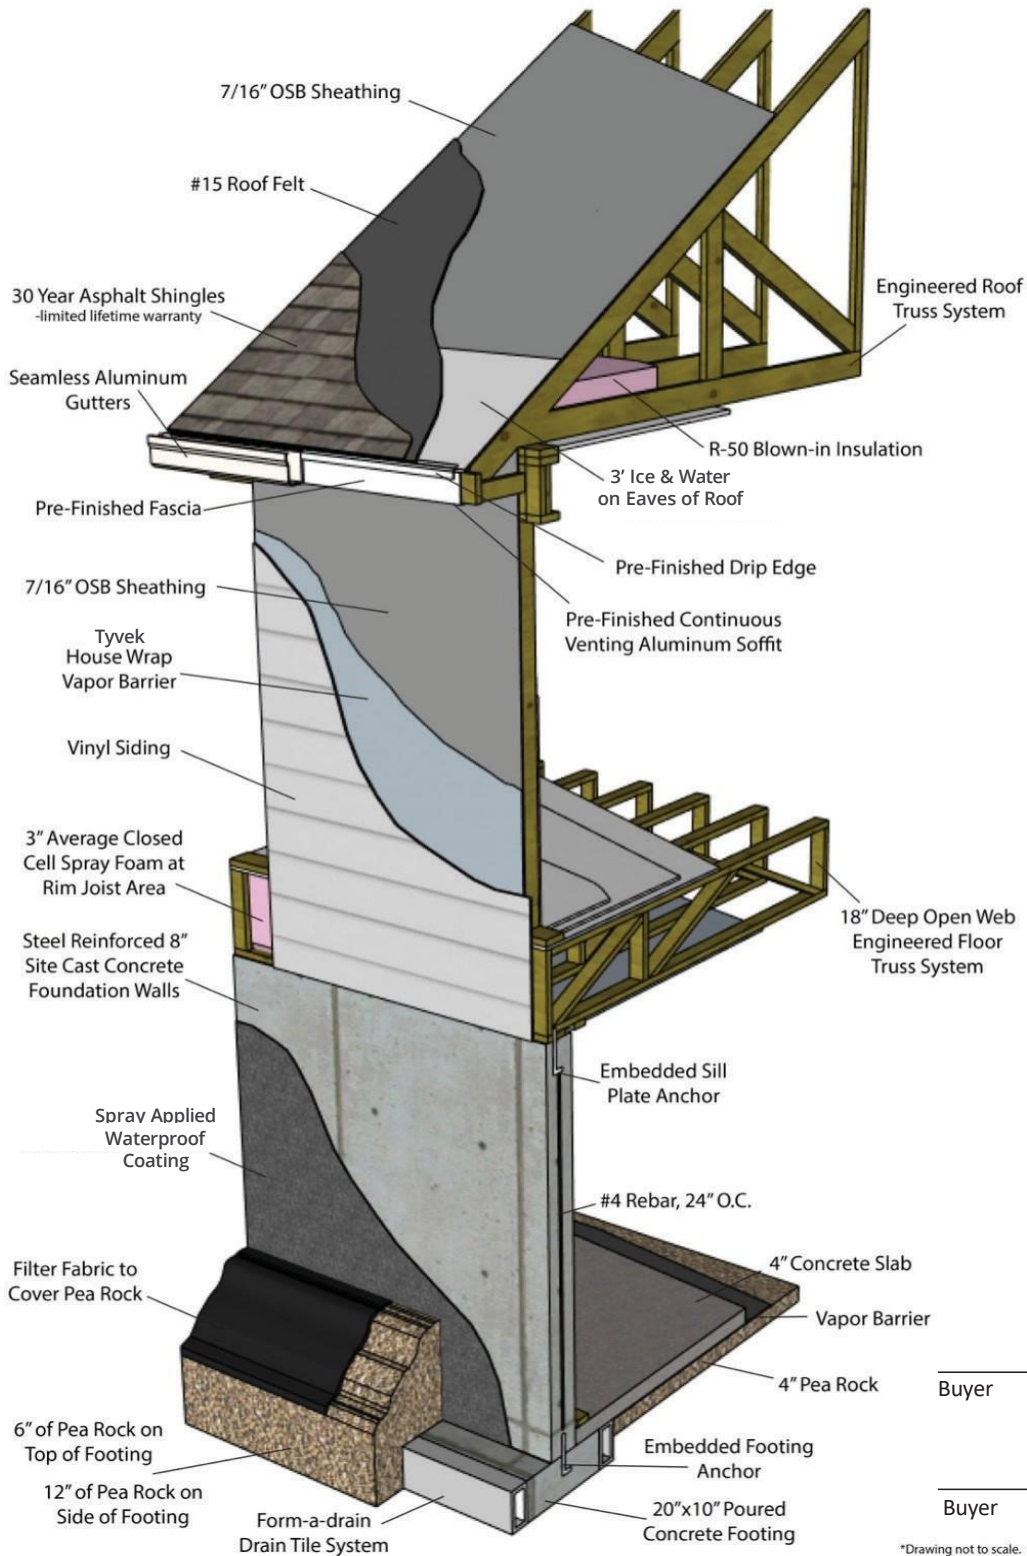 7/16” OSB Sheathing
#15 Roof Felt
30 Year Asphalt Shingles
-limited lifetime warranty
Engineered Roof
Truss System
Seamless Aluminum
Gutters
R-50 Blown-in Insulation
3’ Ice & Water
on Eaves of Roof
Pre-Finished Fascia
Pre-Finished Drip Edge
7/16” OSB Sheathing
Pre-Finished Continuous
Venting Aluminum Soffit
Tyvek
House Wrap
Vapor Barrier
Vinyl Siding
3” Average Closed
Cell Spray Foam at
Rim Joist Area
18” Deep Open Web
Engineered Floor
Truss System
Steel Reinforced 8”
Site Cast Concrete
Foundation Walls
Embedded Sill
Plate Anchor
Spray Applied
Waterproof
Coating
#4 Rebar, 24” O.C.
4” Concrete Slab
Filter Fabric to
Cover Pea Rock
Vapor Barrier
4” Pea Rock
Buyer
6” of Pea Rock on
Top of Footing
Embedded Footing
Anchor
12” of Pea Rock on
Side of Footing
Form-a-drain
Drain Tile System
20”x10” Poured
Concrete Footing
Buyer
*Drawing not to scale.